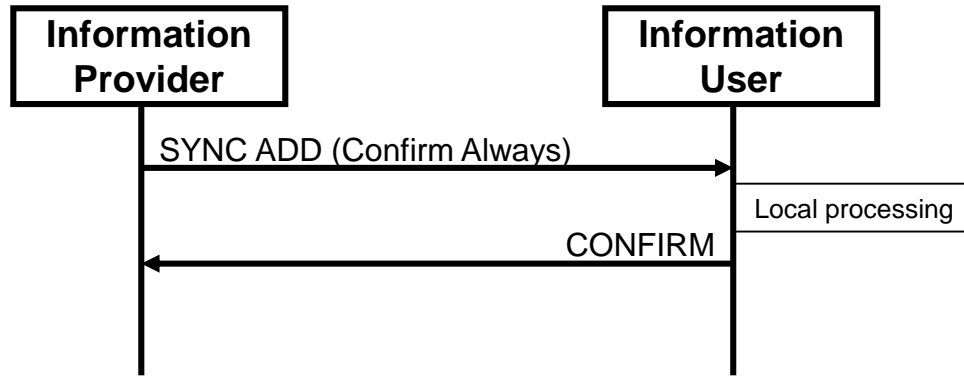 Information
Provider
Information
User
SYNC ADD (Confirm Always)
Local processing
CONFIRM